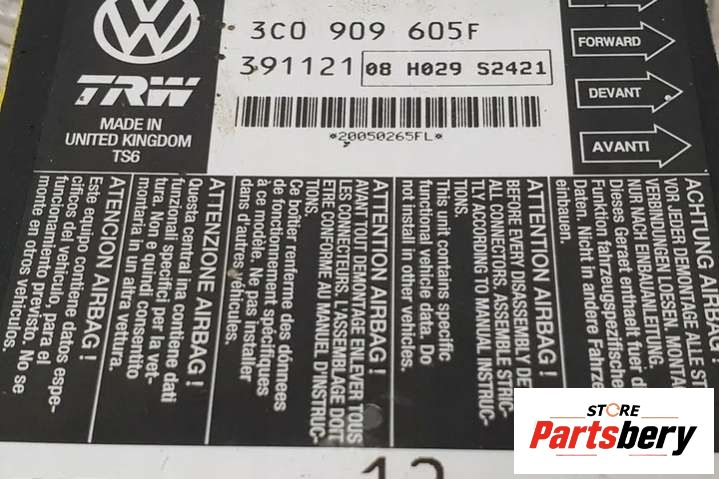 3C0 909 605F
391121 08 H029 S2421
TRW
MADE IN
UNITED KINGDOM
TS6
*20050265FL*
FORWARD
DEVANT
AVANTI
ACHTUNG AIRBAG
VOR JEDER DEMONTAGE ALLE
VERBINDUNGEN LOESEN. MONTA
NUR NACH EINBAUANLEITUNG.
Dieses Geraet enthaelt fuer d
Funktion fahrzeugspezifische
Daten. Nicht in andere Fahrze
einbauen.
ATTENTION AIRBAG!
BEFORE EVERY DISASSEMBLY DE
ALL CONNECTORS, ASSEMBLE STRIC-
TLY ACCORDING TO MANUAL INSTRUC-
TIONS.
This unit contains specific
functional vehicle data. Do
not install other vehicles.
ATTENTION AIRBAG!
AVANT TOUT DEMONTAGE ENLEVER TOUS
LES CONNECTEURS. L'ASSEMBLAGE DOIT
ETRE CONFORME AU MANUEL D'INSTRUC-
TIONS.
Ce boîtier renferme des données
de fonctionnement spécifiques
à ce modèle. Ne pas installer
dans d'autres véhicules.
ATTENZIONE AIRBAG!
Questa central ina contiene dati
funzionali specifici per la vet-
tura. Non e quindi consentito
montaria in un altra vettura.
ATENCION AIRBAG!
Este equipo contiene datos espe-
cificos del vehiculo, para el
funcionamiento previsto. No se
monte en otros vehiculos.
12
STORE
Partsbery